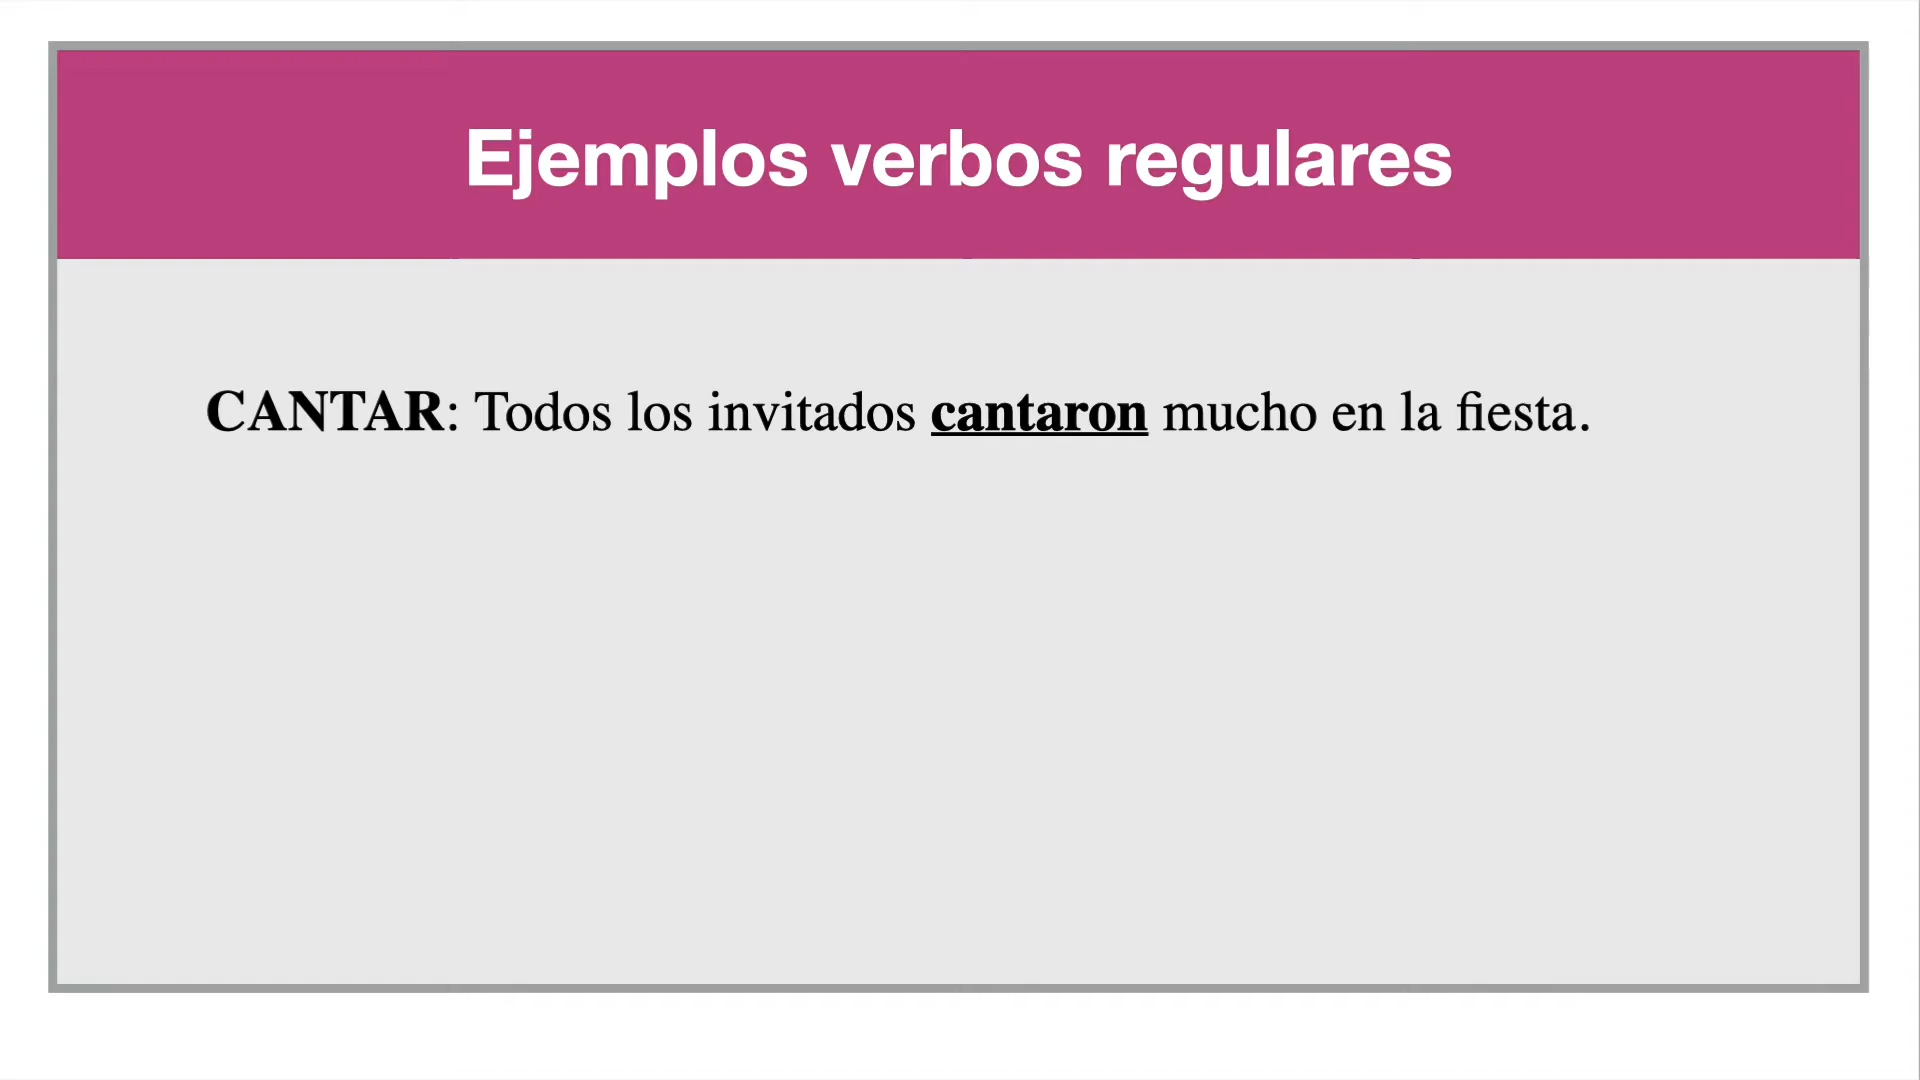 Ejemplos verbos regulares
CANTAR: Todos los invitados cantaron mucho en la fiesta.